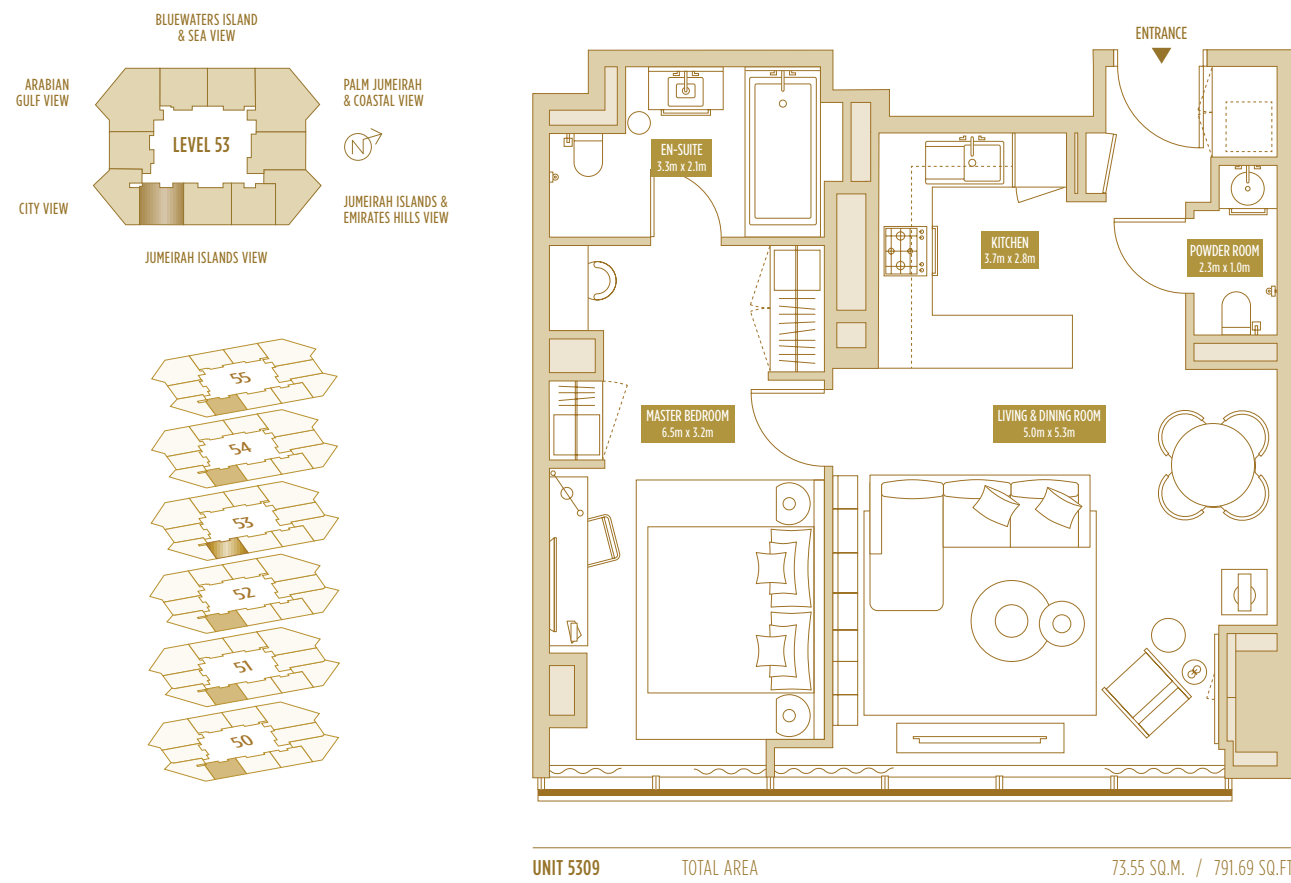 BLUEWATERS ISLAND
& SEA VIEW
ARABIAN
GULF VIEW
PALM JUMEIRAH
& COASTAL VIEW
LEVEL 53
N
CITY VIEW
JUMEIRAH ISLANDS &
EMIRATES HILLS VIEW
JUMEIRAH ISLANDS VIEW
55
54
53
52
51
50
ENTRANCE
EN-SUITE
3.3m x 2.1m
KITCHEN
3.7m x 2.8m
POWDER ROOM
2.3m x 1.0m
MASTER BEDROOM
6.5m x 3.2m
LIVING & DINING ROOM
5.0m x 5.3m
UNIT 5309 TOTAL AREA 73.55 SQ.M. / 791.69 SQ.FT